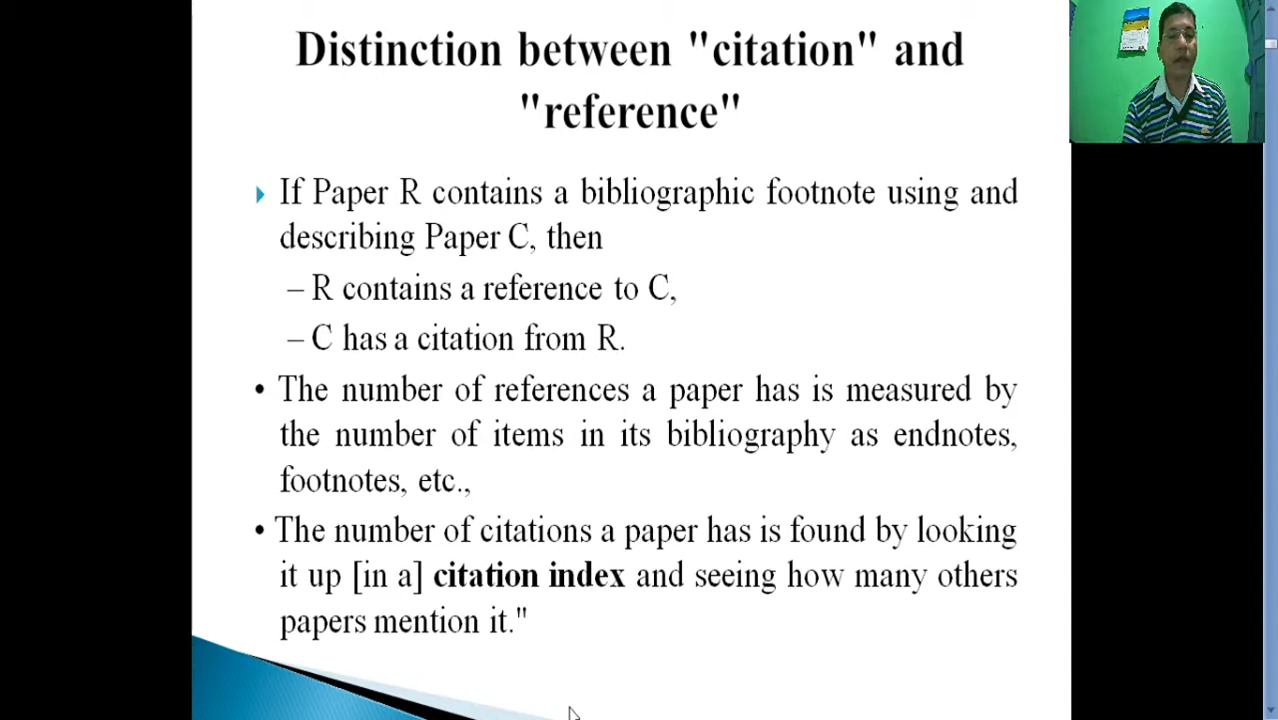 Distinction between "citation" and
"reference"
If Paper R contains a bibliographic footnote using and
describing Paper C, then
– R contains a reference to C,
– C has a citation from R.
• The number of references a paper has is measured by
the number of items in its bibliography as endnotes,
footnotes, etc.,
• The number of citations a paper has is found by looking
it up [in a] citation index and seeing how many others
papers mention it."